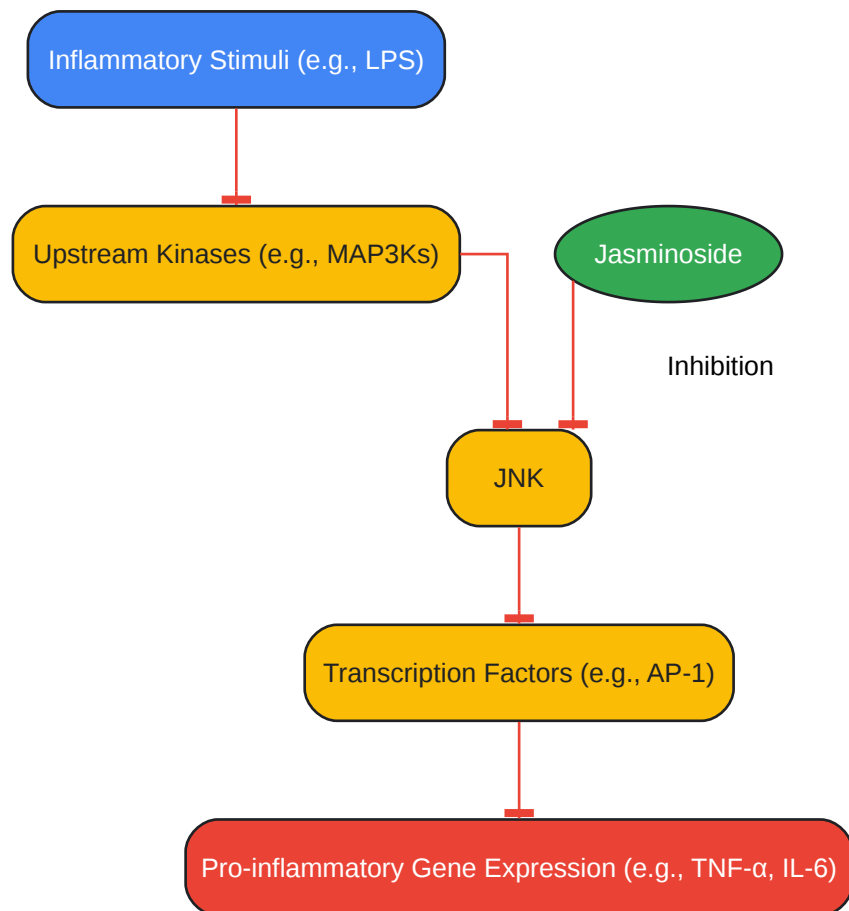 Inflammatory Stimuli (e.g., LPS)
Upstream Kinases (e.g., MAP3Ks)
Jasminoside
Inhibition
JNK
Transcription Factors (e.g., AP-1)
Pro-inflammatory Gene Expression (e.g., TNF-α, IL-6)